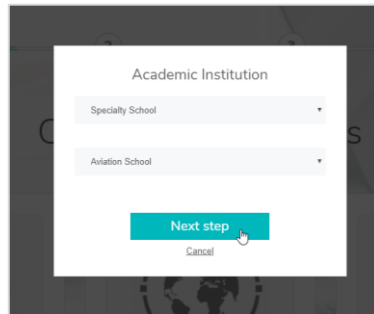 Academic Institution
Specialty School
Aviation School
Next step
Cancel